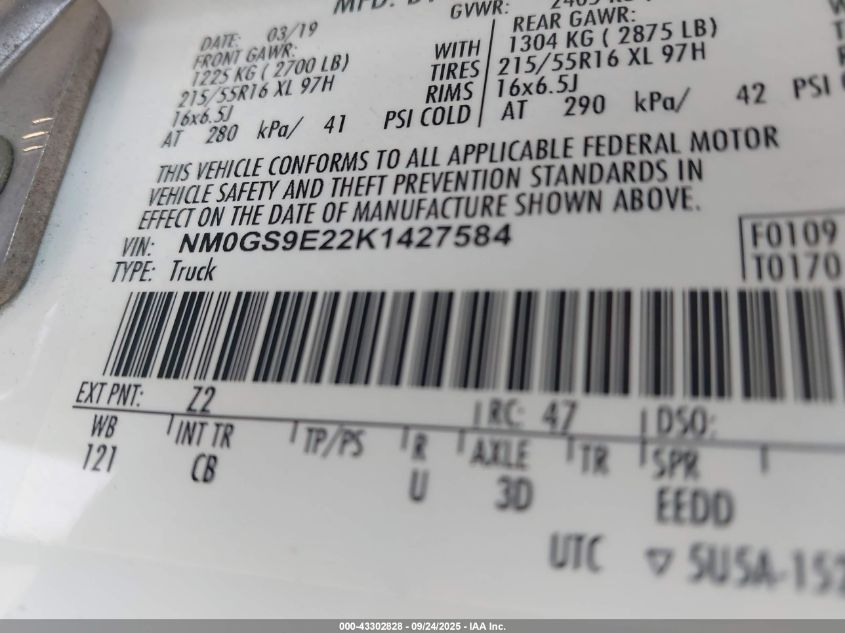 MFD. B
GVWR:
DATE: 03/19
FRONT GAWR:
1225 KG ( 2700 LB)
215/55R16 XL 97H
16x6.5J
AT 280 kPa/ 41 PSI COLD
WITH
TIRES
RIMS
REAR GAWR:
1304 KG ( 2875 LB)
215/55R16 XL 97H
16x6.5J
AT 290 kPa/ 42 PSI
THIS VEHICLE CONFORMS TO ALL APPLICABLE FEDERAL MOTOR
VEHICLE SAFETY AND THEFT PREVENTION STANDARDS IN
EFFECT ON THE DATE OF MANUFACTURE SHOWN ABOVE.
VIN: NM0GS9E22K1427584
TYPE: Truck
F0109
T0170
EXT PNT: Z2 RC: 47 DSO:
WB INT TR TP/PS R AXLE TR SPR
121 CB U 3D EEDD
UTC ▽ 5U5A-152
000-43302828 - 09/24/2025 - IAA Inc.